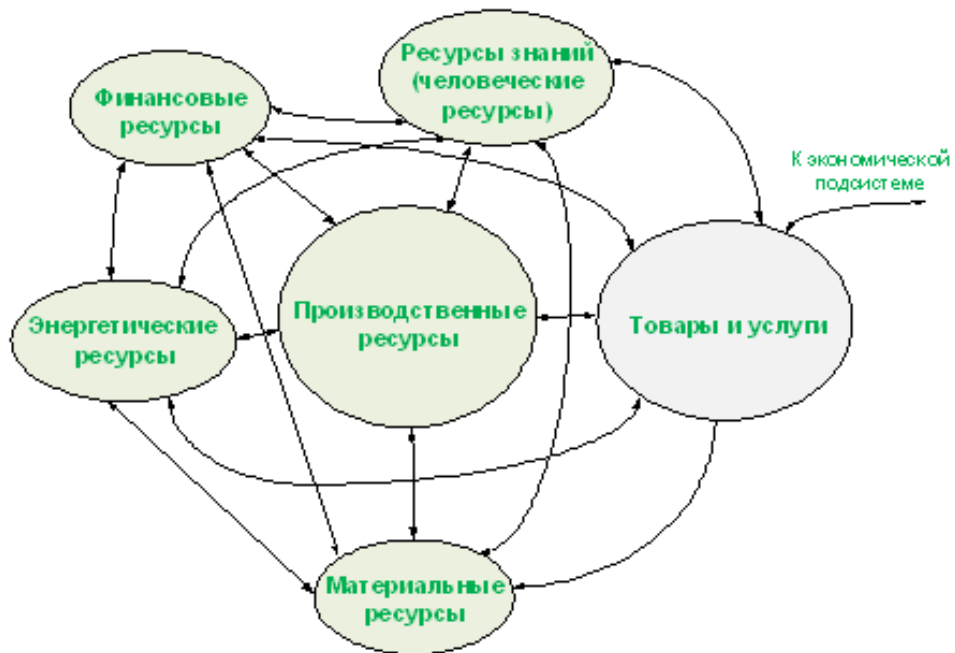 Ресурсы знаний
(человеческие
ресурсы)
Финансовые
ресурсы
К экономической
подсистеме
Энергетические
ресурсы
Производственные
ресурсы
Товары и услуги
Материальные
ресурсы